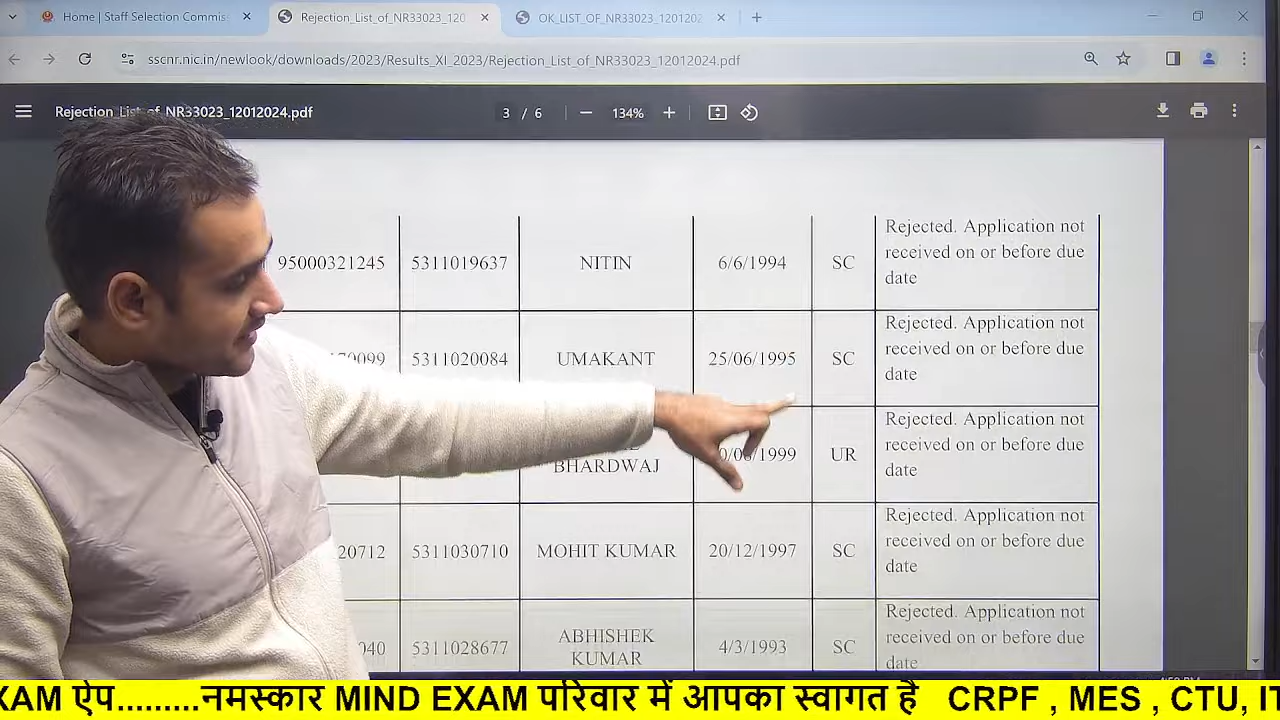 Home | Staff Selection Commis
Rejection_List_of_NR33023_120
OK_LIST_OF_NR33023_1201202
sscnr.nic.in/newlook/downloads/2023/Results_XI_2023/Rejection_List_of_NR33023_12012024.pdf
Rejection_List_of_NR33023_12012024.pdf
3 / 6
134%
95000321245 5311019637 NITIN 6/6/1994 SC Rejected. Application not
received on or before due
date
0099 5311020084 UMAKANT 25/06/1995 SC Rejected. Application not
received on or before due
date
BHARDWAJ /1999 UR Rejected. Application not
received on or before due
date
20712 5311030710 MOHIT KUMAR 20/12/1997 SC Rejected. Application not
received on or before due
date
040 5311028677 ABHISHEK
KUMAR 4/3/1993 SC Rejected. Application not
received on or before due
date
XAM ऐप.........नमस्कार MIND EXAM परिवार में आपका स्वागत है CRPF , MES , CTU, IT